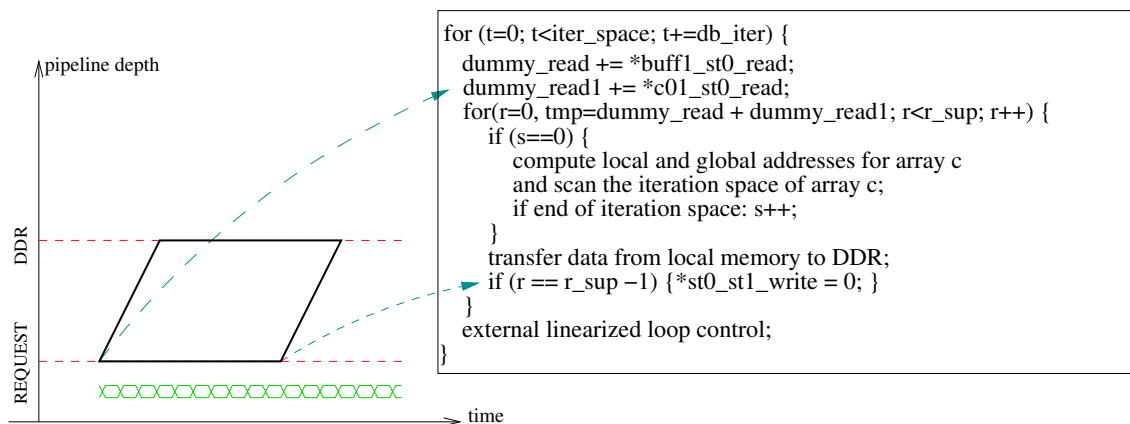 pipeline depth
DDR
REQUEST
time
for (t=0; t<iter_space; t+=db_iter) {
dummy_read += *buff1_st0_read;
dummy_read1 += *c01_st0_read;
for(r=0, tmp=dummy_read + dummy_read1; r<r_sup; r++) {
if (s==0) {
compute local and global addresses for array c
and scan the iteration space of array c;
if end of iteration space: s++;
}
transfer data from local memory to DDR;
if (r == r_sup −1) {*st0_st1_write = 0; }
}
external linearized loop control;
}